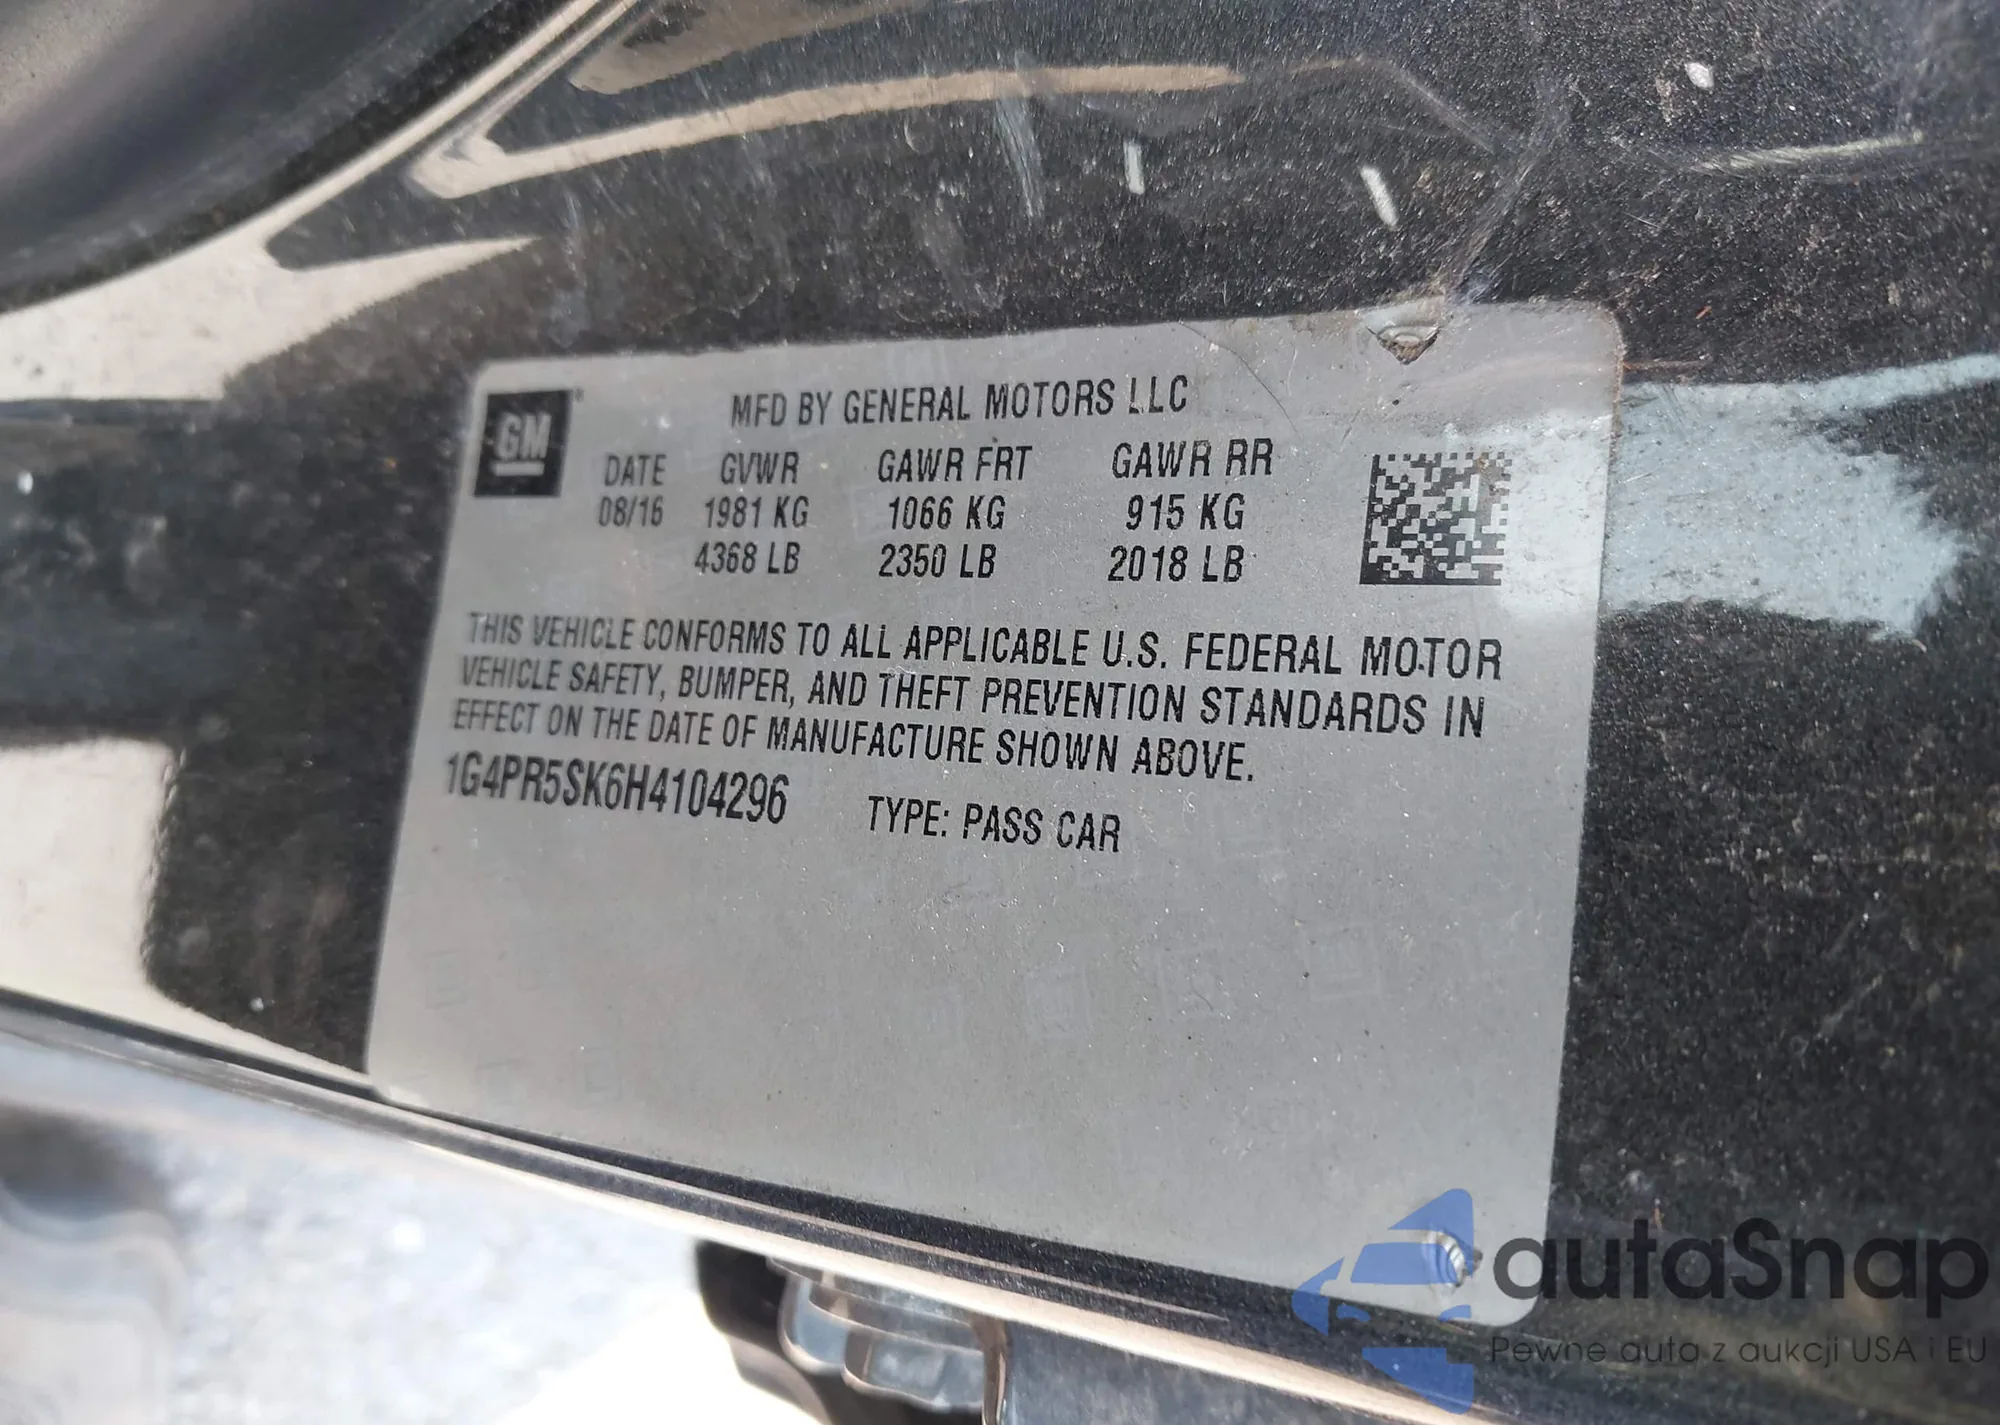 GM
MFD BY GENERAL MOTORS LLC
DATE GVWR GAWR FRT GAWR RR
08/16 1981 KG 1066 KG 915 KG
4368 LB 2350 LB 2018 LB
THIS VEHICLE CONFORMS TO ALL APPLICABLE U.S. FEDERAL MOTOR
VEHICLE SAFETY, BUMPER, AND THEFT PREVENTION STANDARDS IN
EFFECT ON THE DATE OF MANUFACTURE SHOWN ABOVE.
1G4PR5SK6H4104296 TYPE: PASS CAR
autaSnap
Pewne auta z aukcji USA i EU